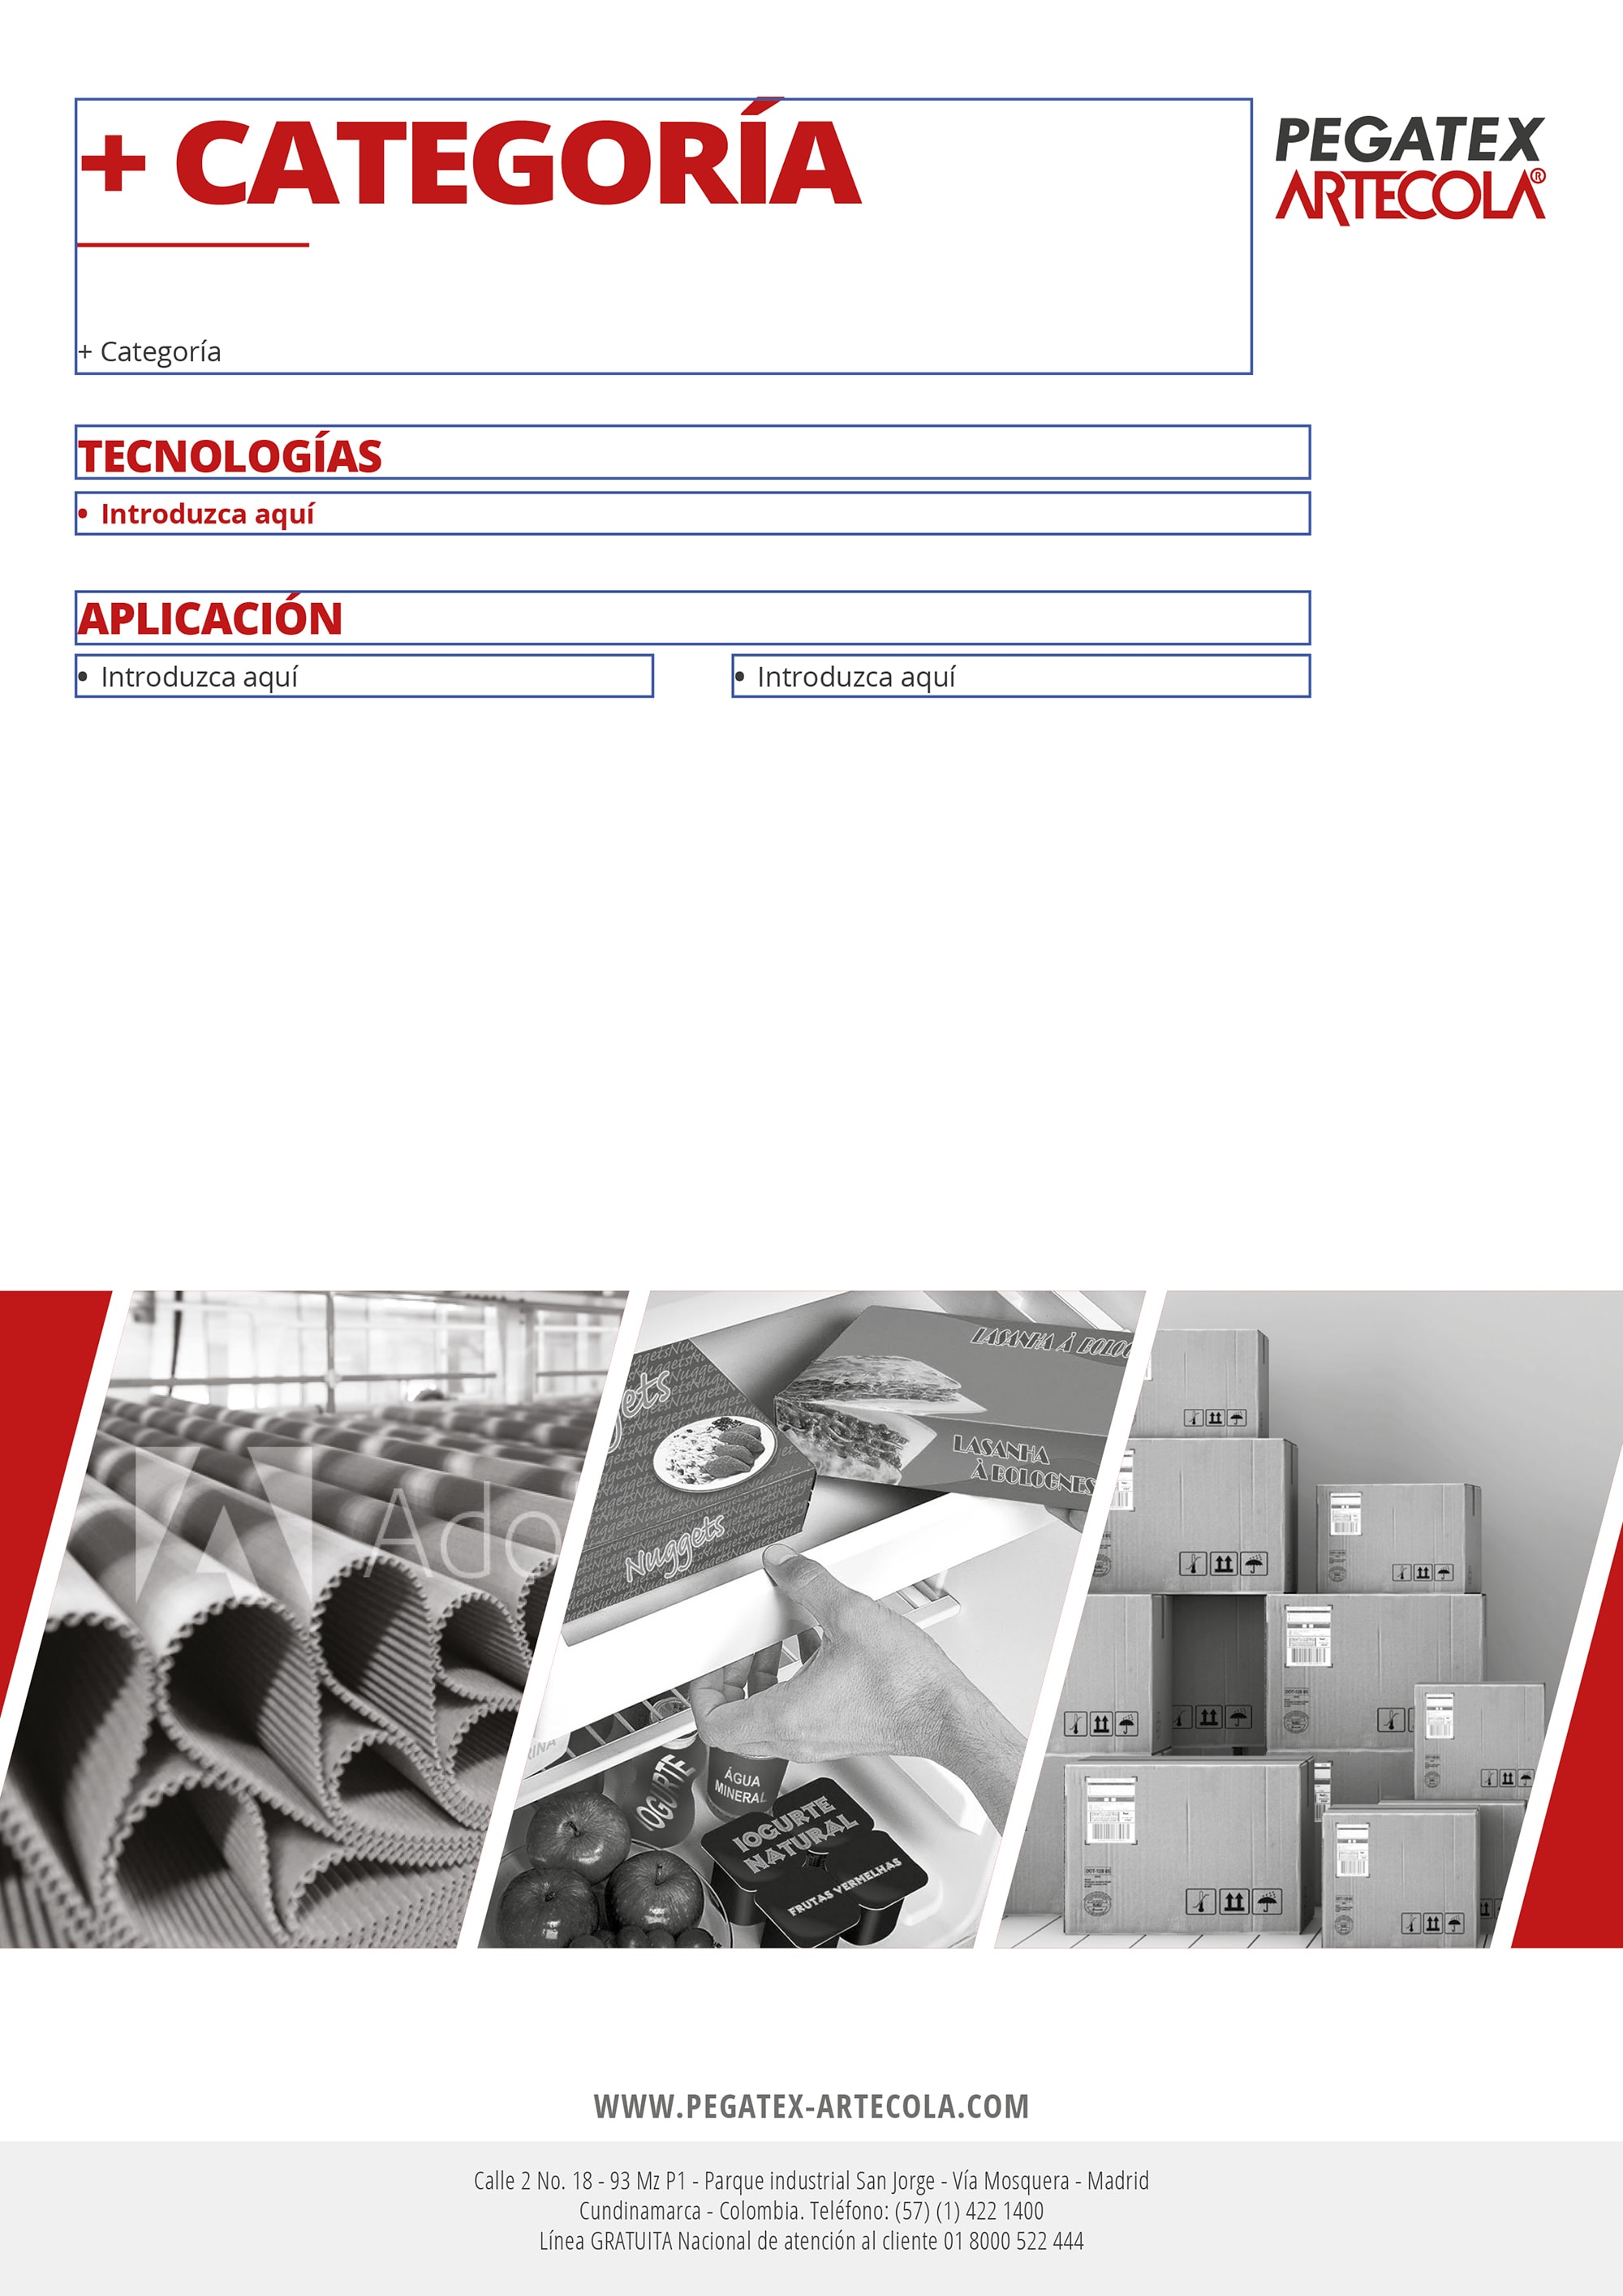 + CATEGORÍA
PEGATEX
ARTECOLA®
+ Categoría
TECNOLOGÍAS
• Introduzca aquí
APLICACIÓN
• Introduzca aquí
• Introduzca aquí
LASANHA À BOLOG
gets
LASANHA
À BOLOGNES
Nuggets
Ado
RINA
IOGURTE
ÁGUA
MINERAL
IOGURTE
NATURAL
FRUTAS VERMELHAS
WWW.PEGATEX-ARTECOLA.COM
Calle 2 No. 18 - 93 Mz P1 - Parque industrial San Jorge - Vía Mosquera - Madrid
Cundinamarca - Colombia. Teléfono: (57) (1) 422 1400
Línea GRATUITA Nacional de atención al cliente 01 8000 522 444